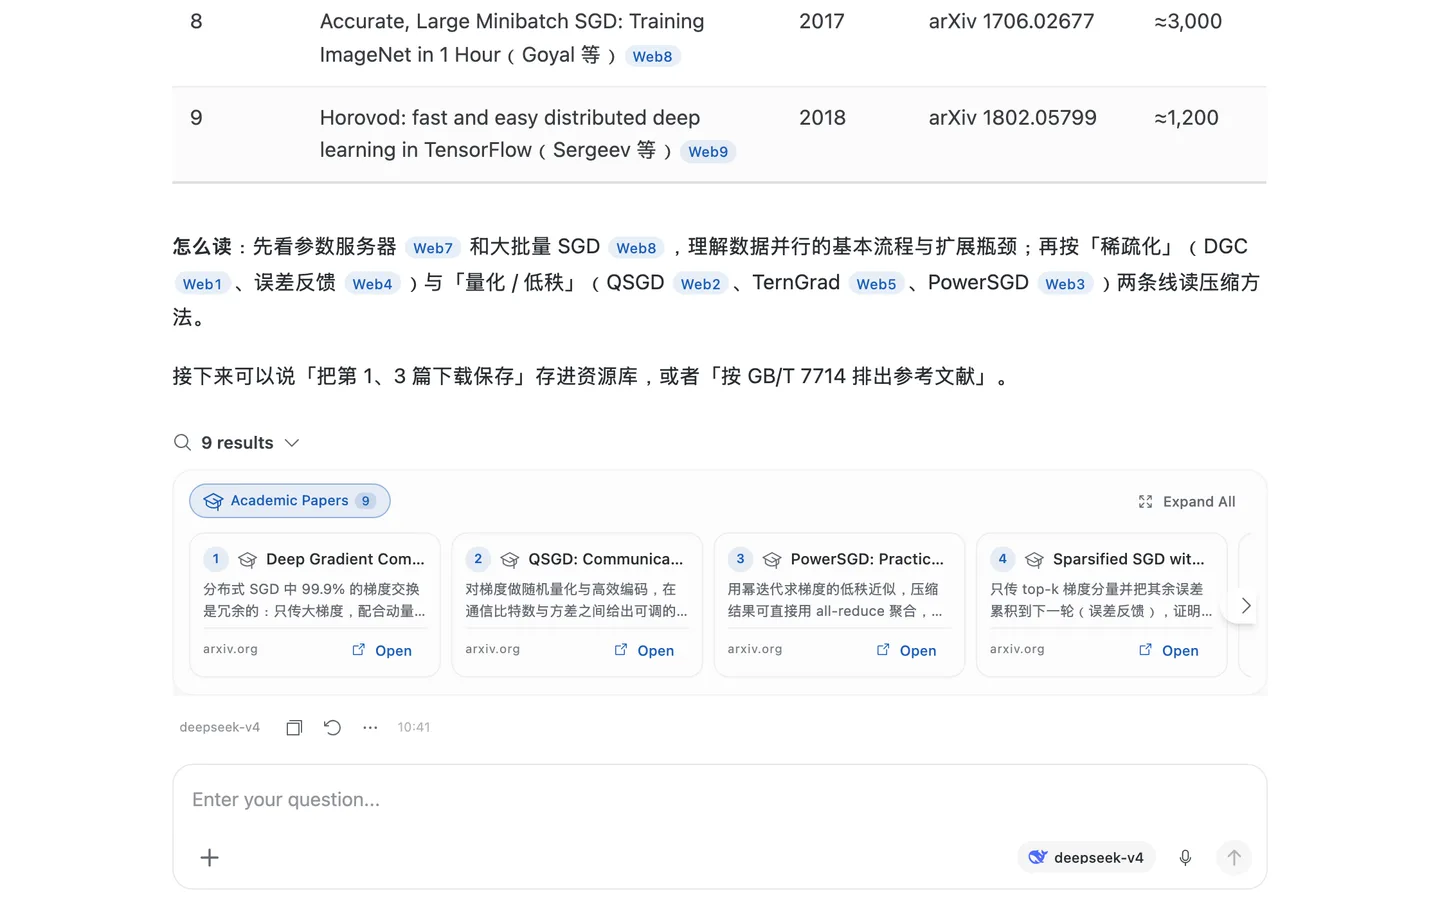 8 Accurate, Large Minibatch SGD: Training 2017 arXiv 1706.02677 ≈3,000
ImageNet in 1 Hour（Goyal 等） Web8
9 Horovod: fast and easy distributed deep 2018 arXiv 1802.05799 ≈1,200
learning in TensorFlow（Sergeev 等） Web9
怎么读：先看参数服务器 Web7 和大批量 SGD Web8 ，理解数据并行的基本流程与扩展瓶颈；再按「稀疏化」（DGC
Web1 、误差反馈 Web4 ）与「量化 / 低秩」（QSGD Web2 、TernGrad Web5 、PowerSGD Web3 ）两条线读压缩方
法。
接下来可以说「把第 1、3 篇下载保存」存进资源库，或者「按 GB/T 7714 排出参考文献」。
9 results
Academic Papers 9 Expand All
1 Deep Gradient Com... 2 QSGD: Communica... 3 PowerSGD: Practic... 4 Sparsified SGD wit...
分布式 SGD 中 99.9% 的梯度交换 对梯度做随机量化与高效编码，在 用幂迭代求梯度的低秩近似，压缩 只传 top-k 梯度分量并把其余误差
是冗余的：只传大梯度，配合动量... 通信比特数与方差之间给出可调的... 结果可直接用 all-reduce 聚合，... 累积到下一轮（误差反馈），证明...
arxiv.org Open arxiv.org Open arxiv.org Open arxiv.org Open
deepseek-v4 10:41
Enter your question...
deepseek-v4